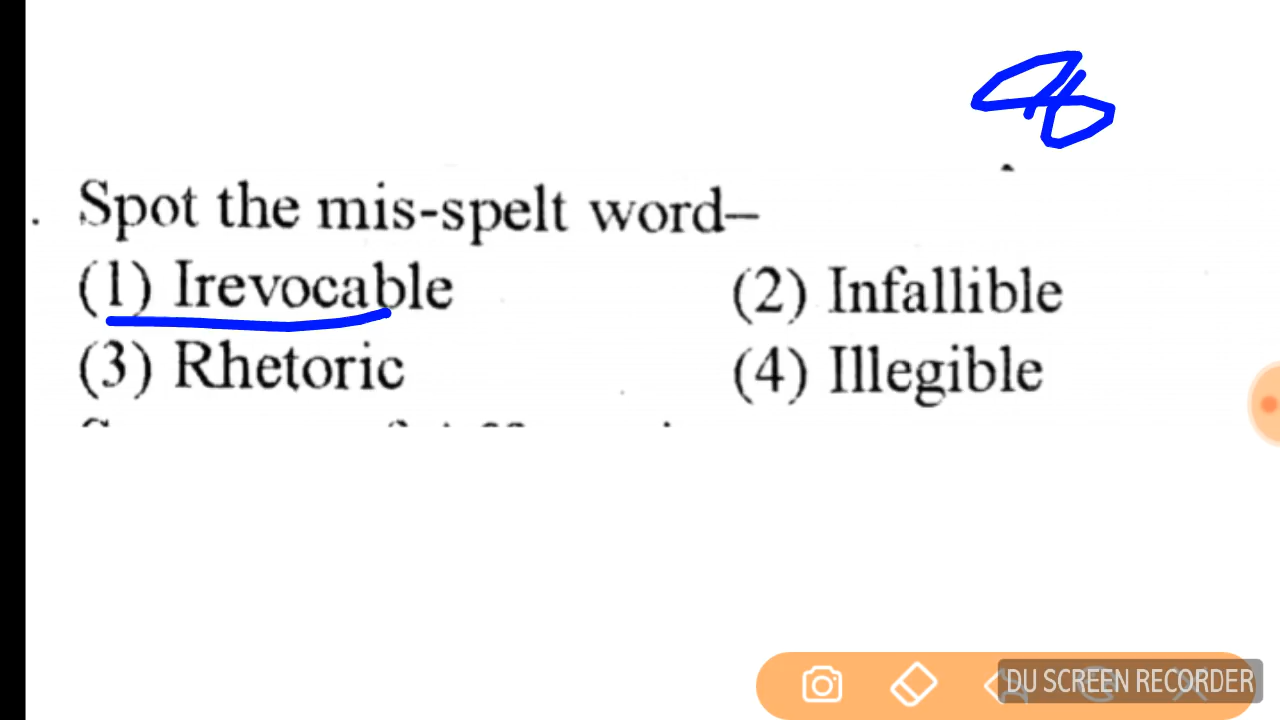 . Spot the mis-spelt word–
(1) Irevocable (2) Infallible
(3) Rhetoric (4) Illegible
DU SCREEN RECORDER